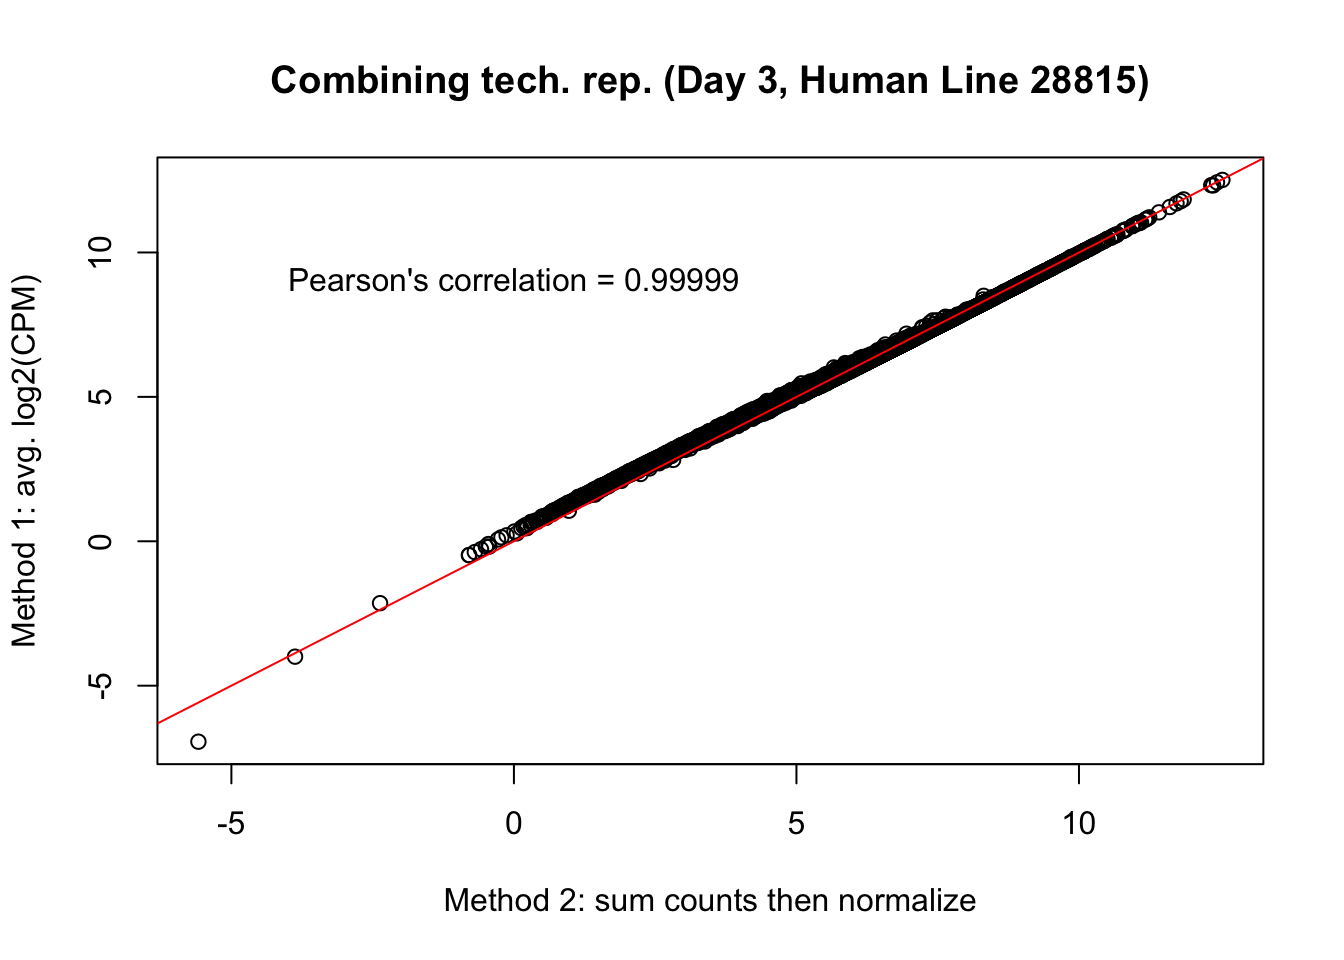 Combining tech. rep. (Day 3, Human Line 28815)
Pearson's correlation = 0.99999
Method 1: avg. log2(CPM)
10
5
0
-5
-5
0
5
10
Method 2: sum counts then normalize